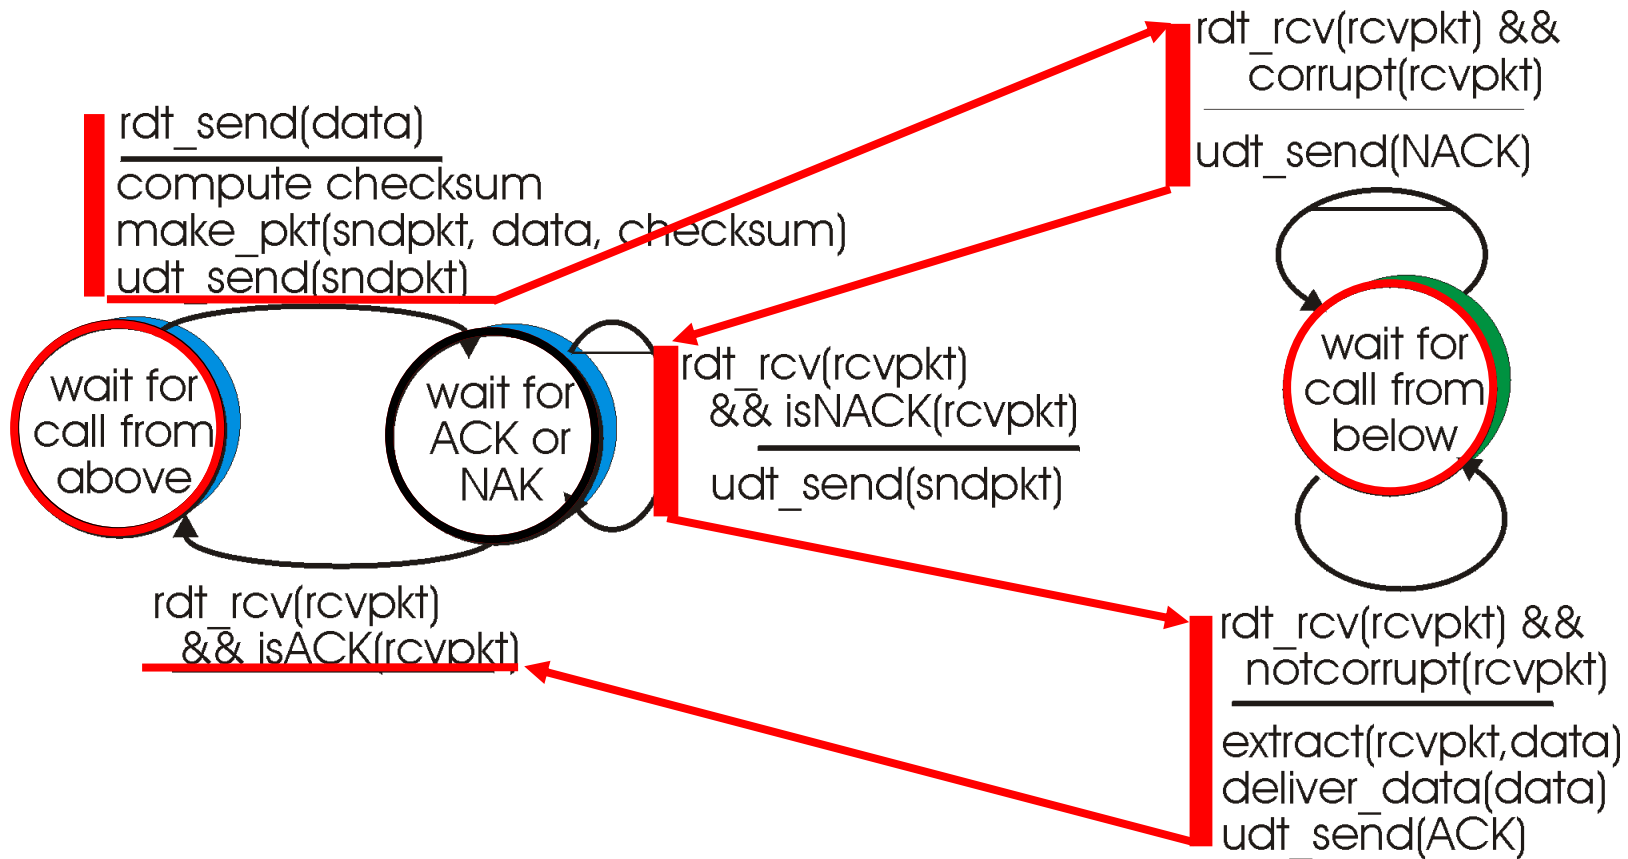 rdt_send(data)
compute checksum
make_pkt(sndpkt, data, checksum)
udt_send(sndpkt)
wait for
call from
above
wait for
ACK or
NAK
rdt_rcv(rcvpkt)
&& isNACK(rcvpkt)
udt_send(sndpkt)
rdt_rcv(rcvpkt)
&& isACK(rcvpkt)
rdt_rcv(rcvpkt) &&
corrupt(rcvpkt)
udt_send(NACK)
wait for
call from
below
rdt_rcv(rcvpkt) &&
notcorrupt(rcvpkt)
extract(rcvpkt,data)
deliver_data(data)
udt_send(ACK)